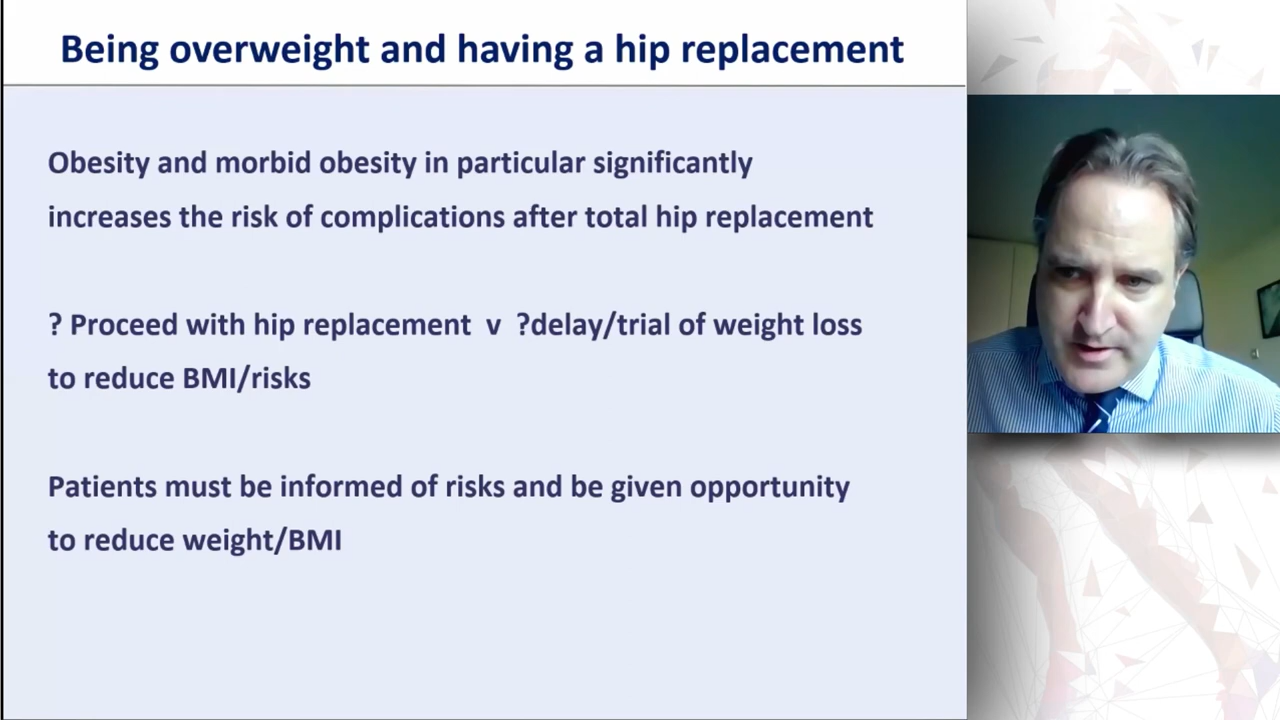 Being overweight and having a hip replacement
Obesity and morbid obesity in particular significantly
increases the risk of complications after total hip replacement
? Proceed with hip replacement v ?delay/trial of weight loss
to reduce BMI/risks
Patients must be informed of risks and be given opportunity
to reduce weight/BMI